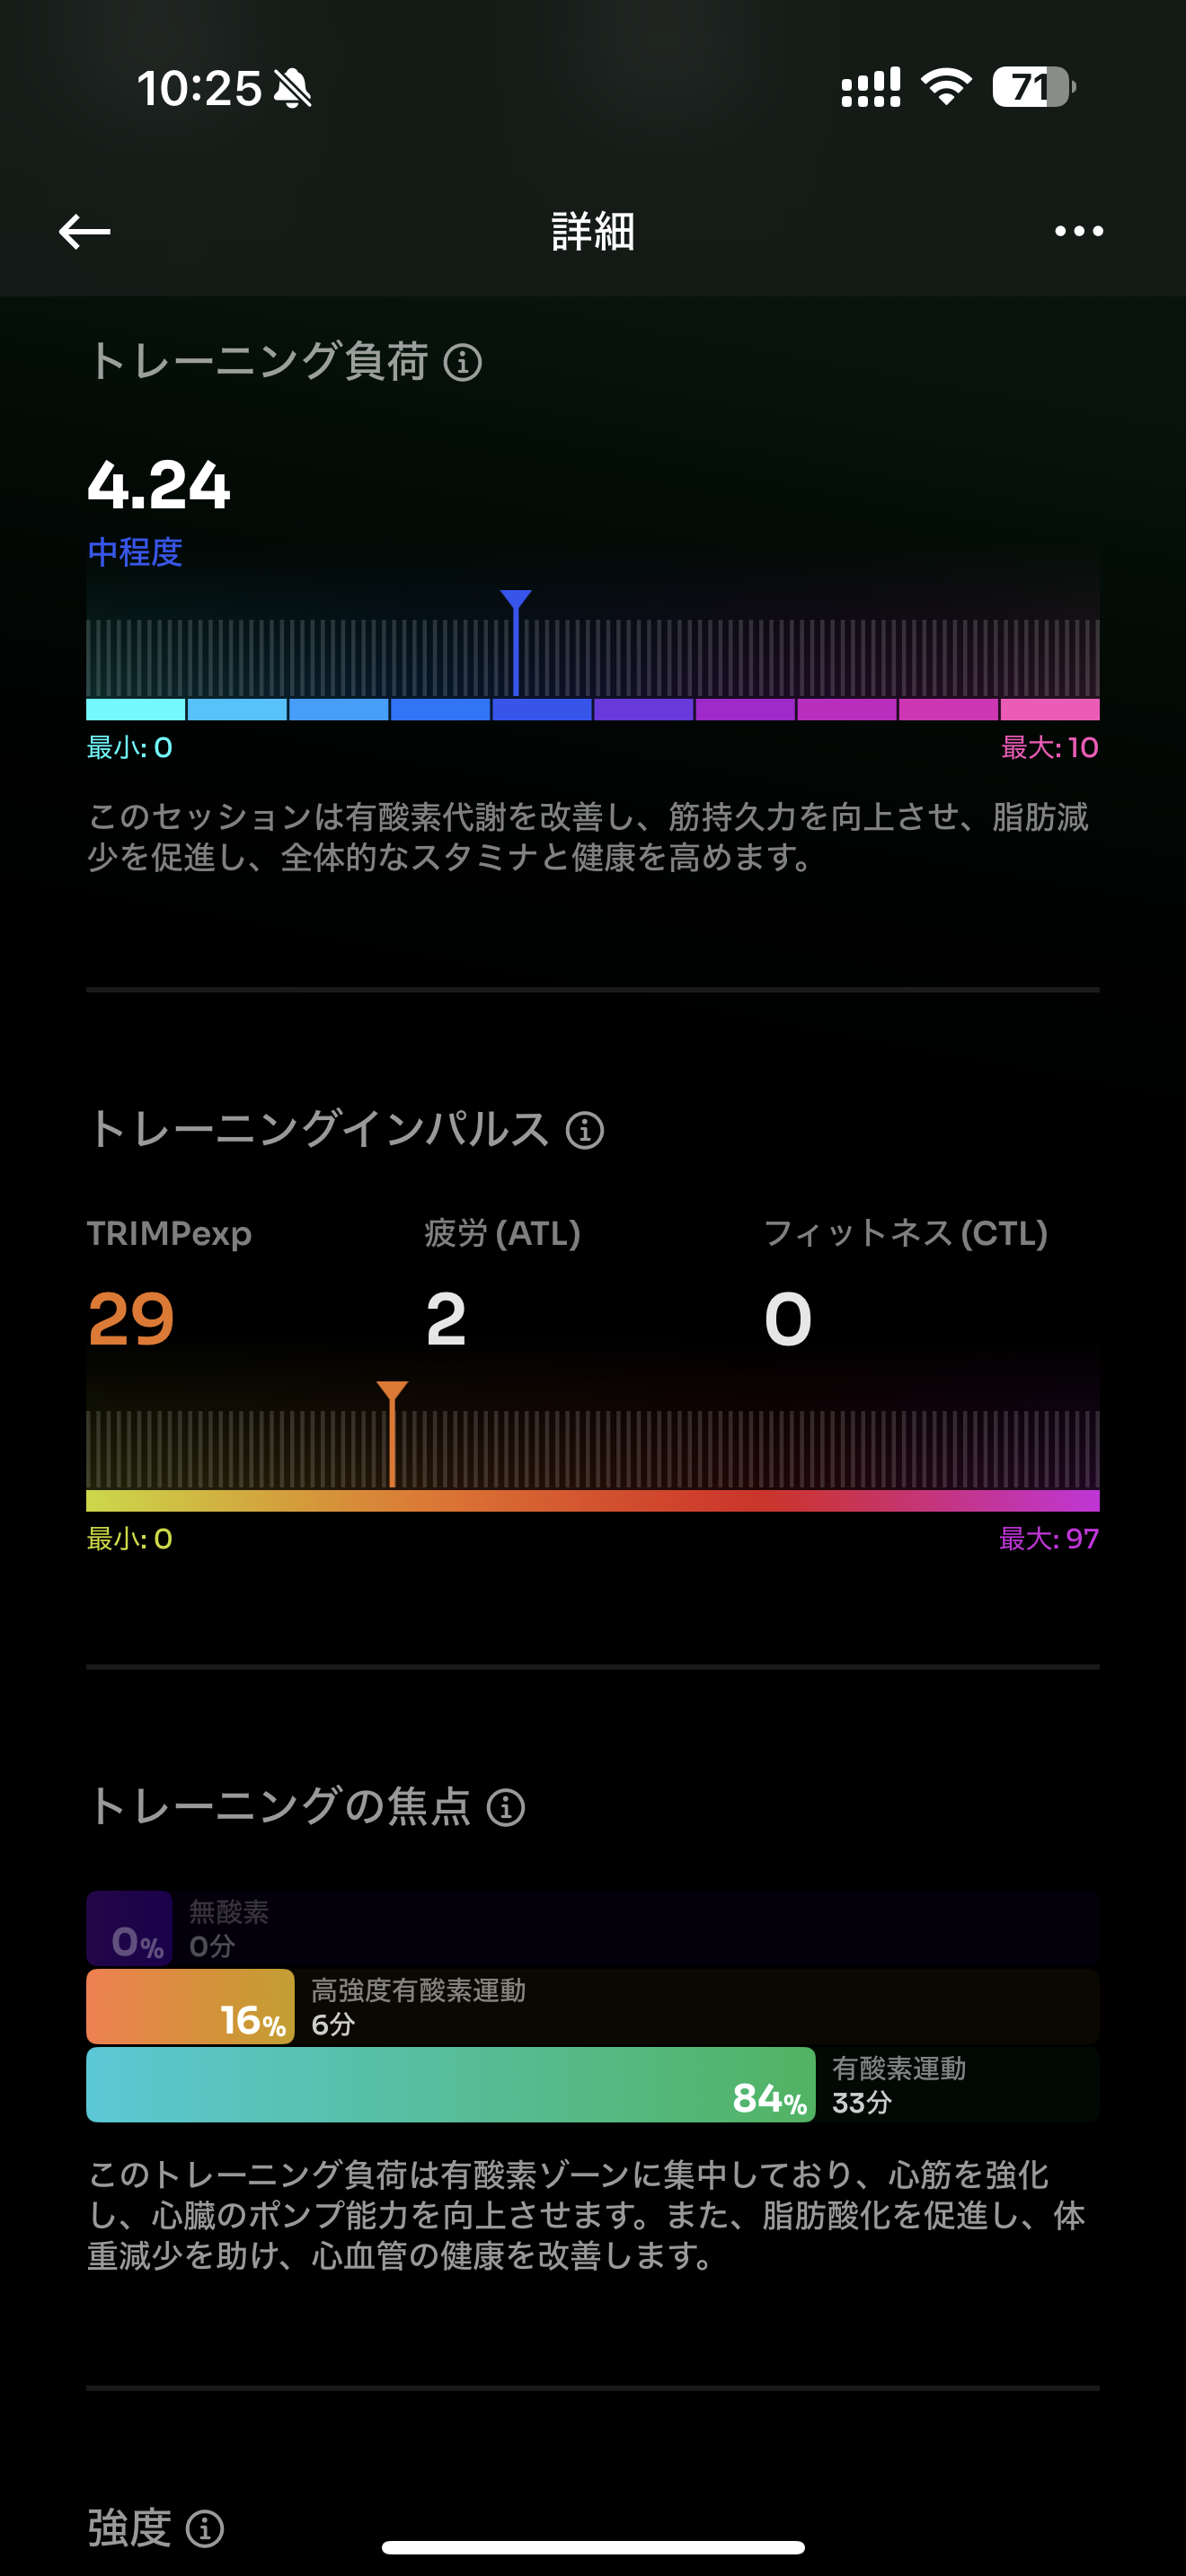 10:25
71
詳細
トレーニング負荷
4.24
中程度
最小: 0
最大: 10
このセッションは有酸素代謝を改善し、筋持久力を向上させ、脂肪減
少を促進し、全体的なスタミナと健康を高めます。
トレーニングインパルス
TRIMPexp
疲労 (ATL)
フィットネス (CTL)
29
2
0
最小: 0
最大: 97
トレーニングの焦点
0%
無酸素
0分
16%
高強度有酸素運動
6分
84%
有酸素運動
33分
このトレーニング負荷は有酸素ゾーンに集中しており、心筋を強化
し、心臓のポンプ能力を向上させます。また、脂肪酸化を促進し、体
重減少を助け、心血管の健康を改善します。
強度